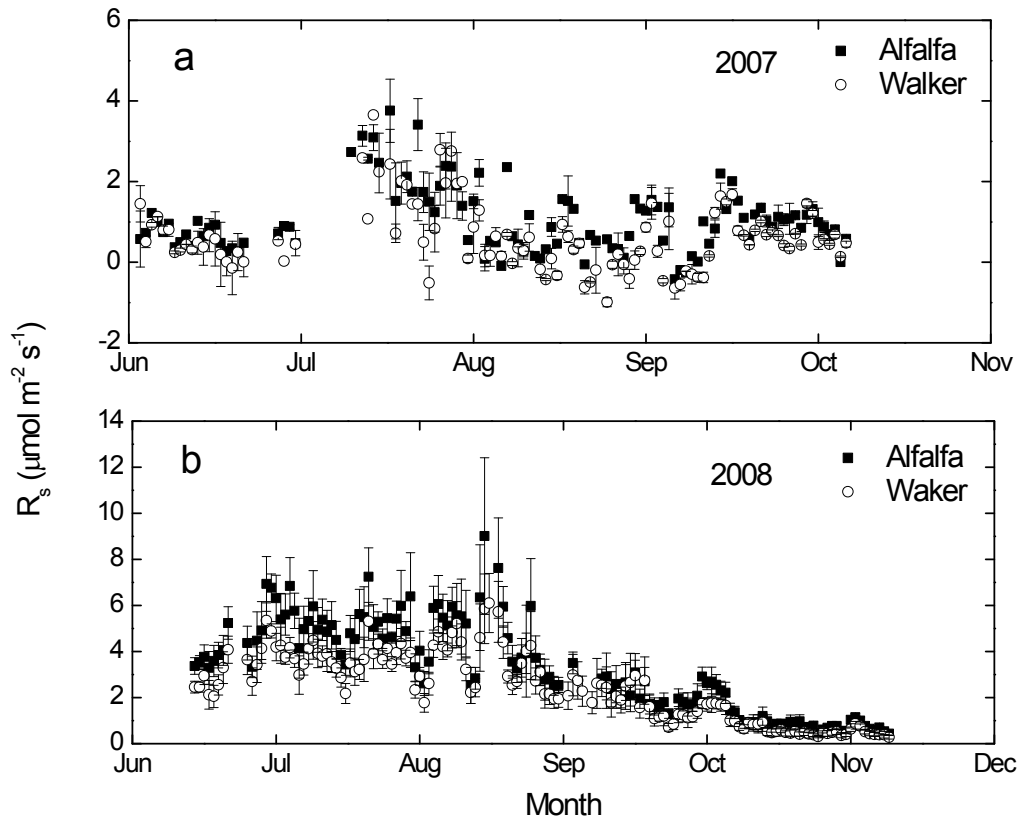 6
4
2
0
-2
a
2007
Alfalfa
Walker
Jun Jul Aug Sep Oct Nov
R_s (μmol m⁻² s⁻¹)
14
12
10
8
6
4
2
0
b
2008
Alfalfa
Waker
Jun Jul Aug Sep Oct Nov Dec
Month